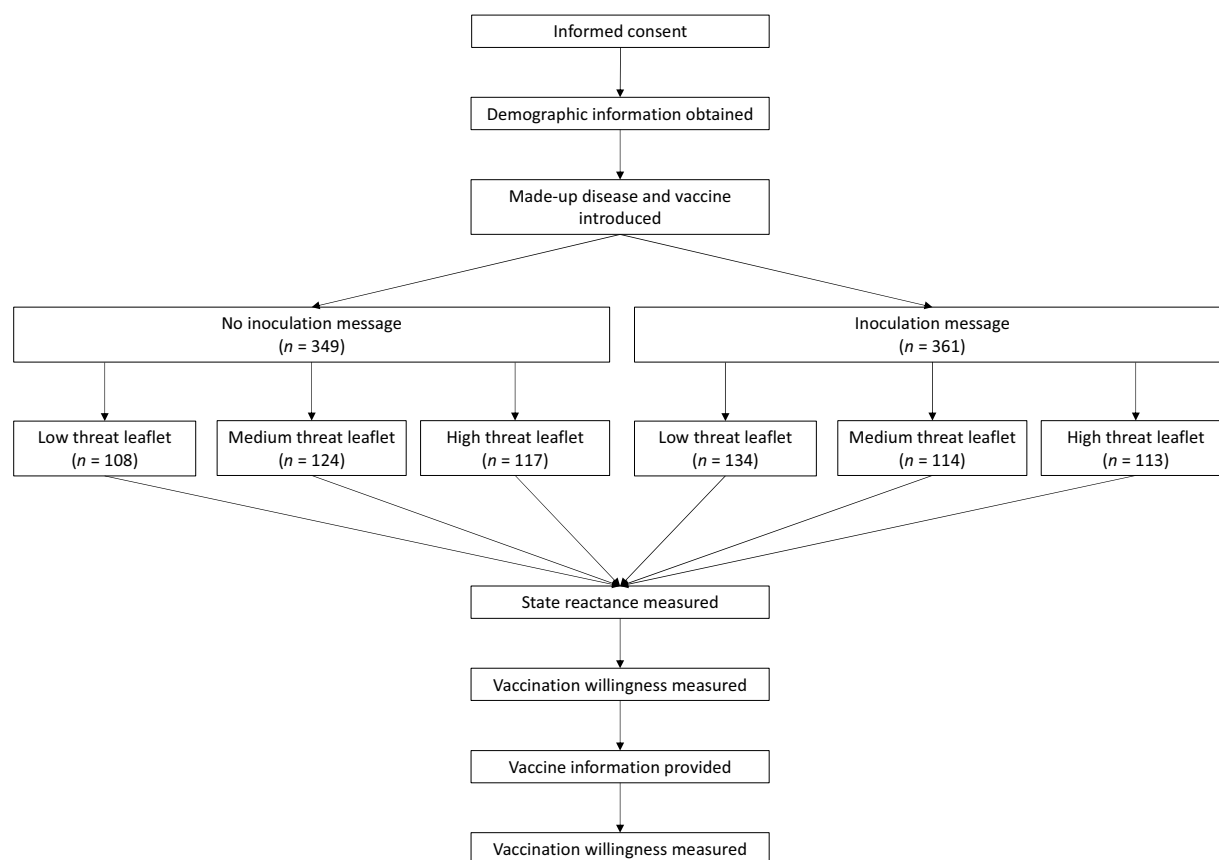 Informed consent
Demographic information obtained
Made-up disease and vaccine
introduced
No inoculation message
(n = 349)
Inoculation message
(n = 361)
Low threat leaflet
(n = 108)
Medium threat leaflet
(n = 124)
High threat leaflet
(n = 117)
Low threat leaflet
(n = 134)
Medium threat leaflet
(n = 114)
High threat leaflet
(n = 113)
State reactance measured
Vaccination willingness measured
Vaccine information provided
Vaccination willingness measured